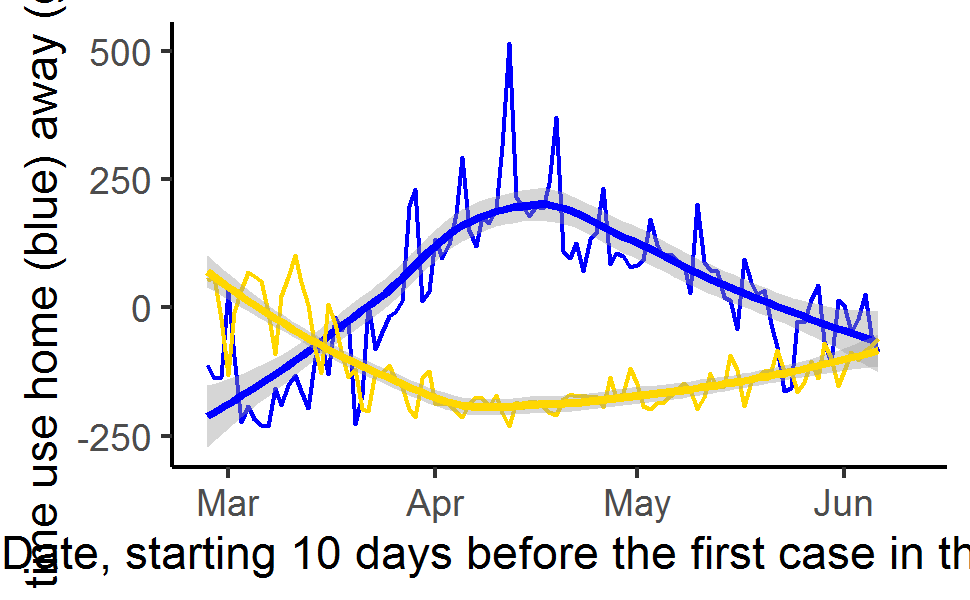 time use home (blue) away (
500
250
0
-250
Mar Apr May Jun
Date, starting 10 days before the first case in th